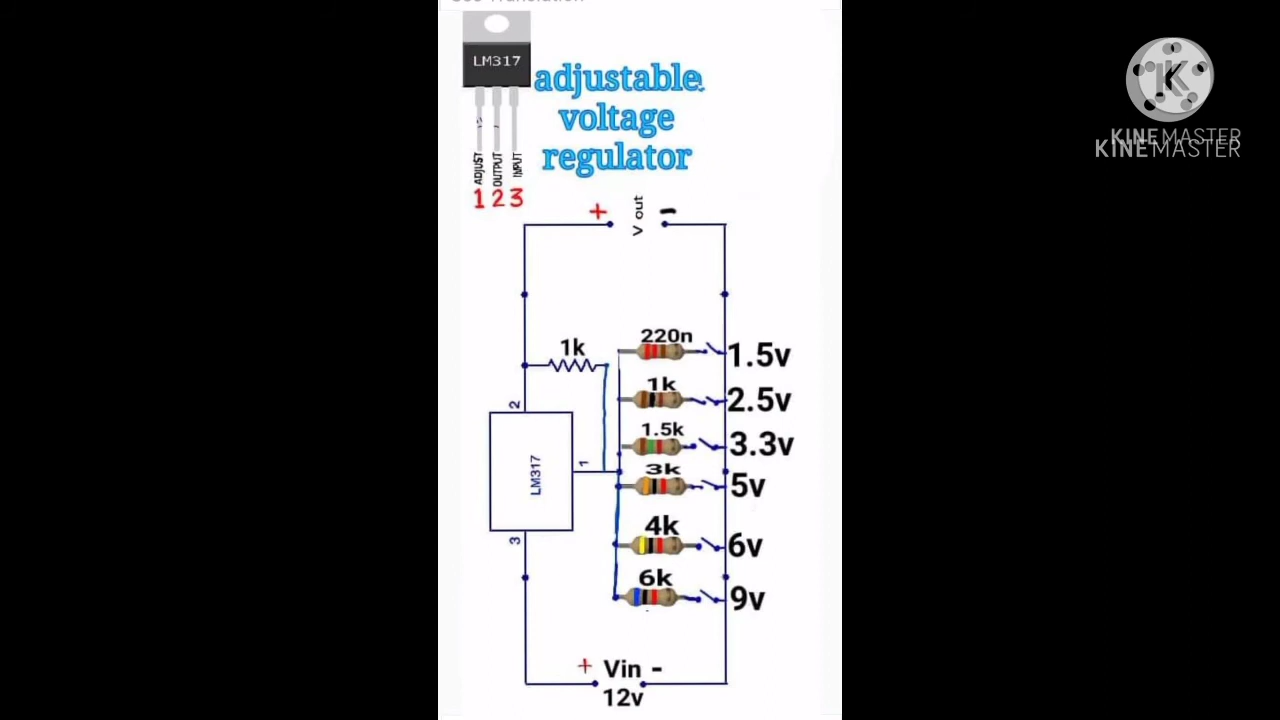 LM317
adjustable
voltage
regulator
ADJUST
OUTPUT
INPUT
1 2 3
K
KINEMASTER
KINEMASTER
+ V out -
220n
1k
1.5v
1k
2.5v
1.5k
3.3v
2
1
LM317
3k
5v
4k
6v
3
6k
9v
+ Vin -
12v